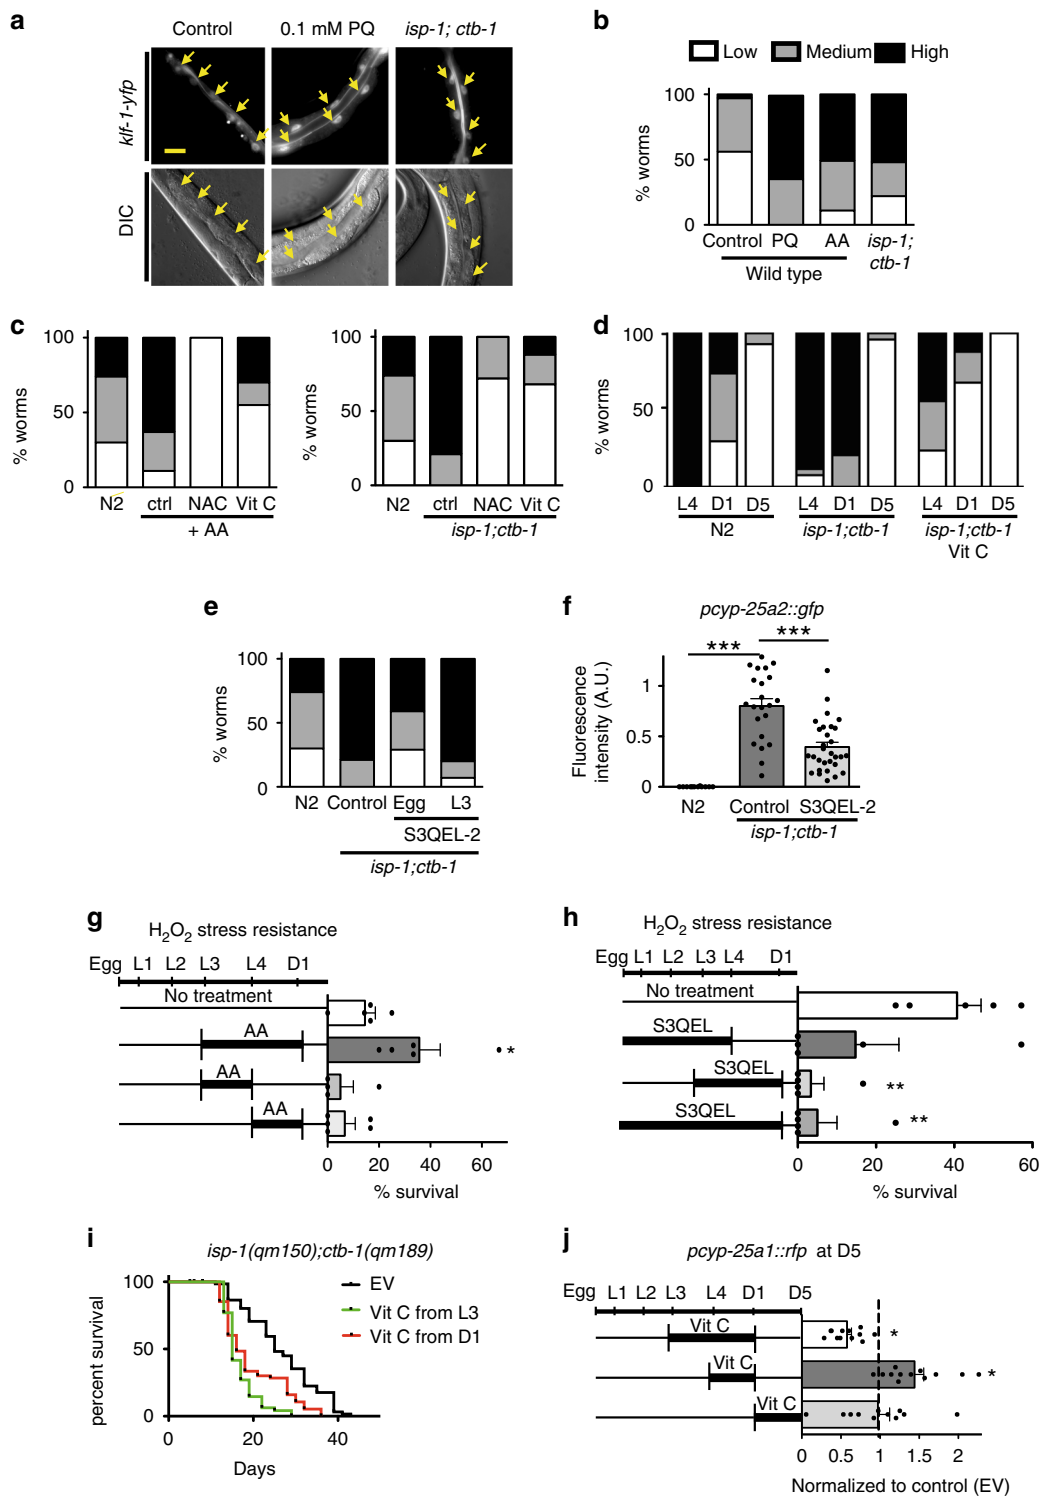 a
Control
0.1 mM PQ
isp-1; ctb-1
klf-1-yfp
DIC
b
Low
Medium
High
% worms
100
50
0
Control
PQ
AA
isp-1;
ctb-1
Wild type
c
% worms
100
50
0
N2
ctrl
NAC
Vit C
+ AA
% worms
100
50
0
N2
ctrl
NAC
Vit C
isp-1;ctb-1
d
% worms
100
50
0
L4 D1 D5
N2
L4 D1 D5
isp-1;ctb-1
L4 D1 D5
isp-1;ctb-1
Vit C
e
% worms
100
50
0
N2 Control Egg L3
S3QEL-2
isp-1;ctb-1
f
pcyp-25a2::gfp
*** ***
Fluorescence
intensity (A.U.)
1
0.5
0
N2
Control S3QEL-2
isp-1;ctb-1
g
H2O2 stress resistance
Egg L1 L2 L3 L4 D1
No treatment
AA
*
AA
AA
0 20 40 60
% survival
h
H2O2 stress resistance
Egg L1 L2 L3 L4 D1
No treatment
S3QEL
S3QEL
**
S3QEL
**
0 20 40 60
% survival
i
isp-1(qm150);ctb-1(qm189)
percent survival
100
50
0
EV
Vit C from L3
Vit C from D1
0 20 40
Days
j
pcyp-25a1::rfp at D5
Egg L1 L2 L3 L4 D1 D5
Vit C
*
Vit C
*
Vit C
0 0.5 1 1.5 2
Normalized to control (EV)